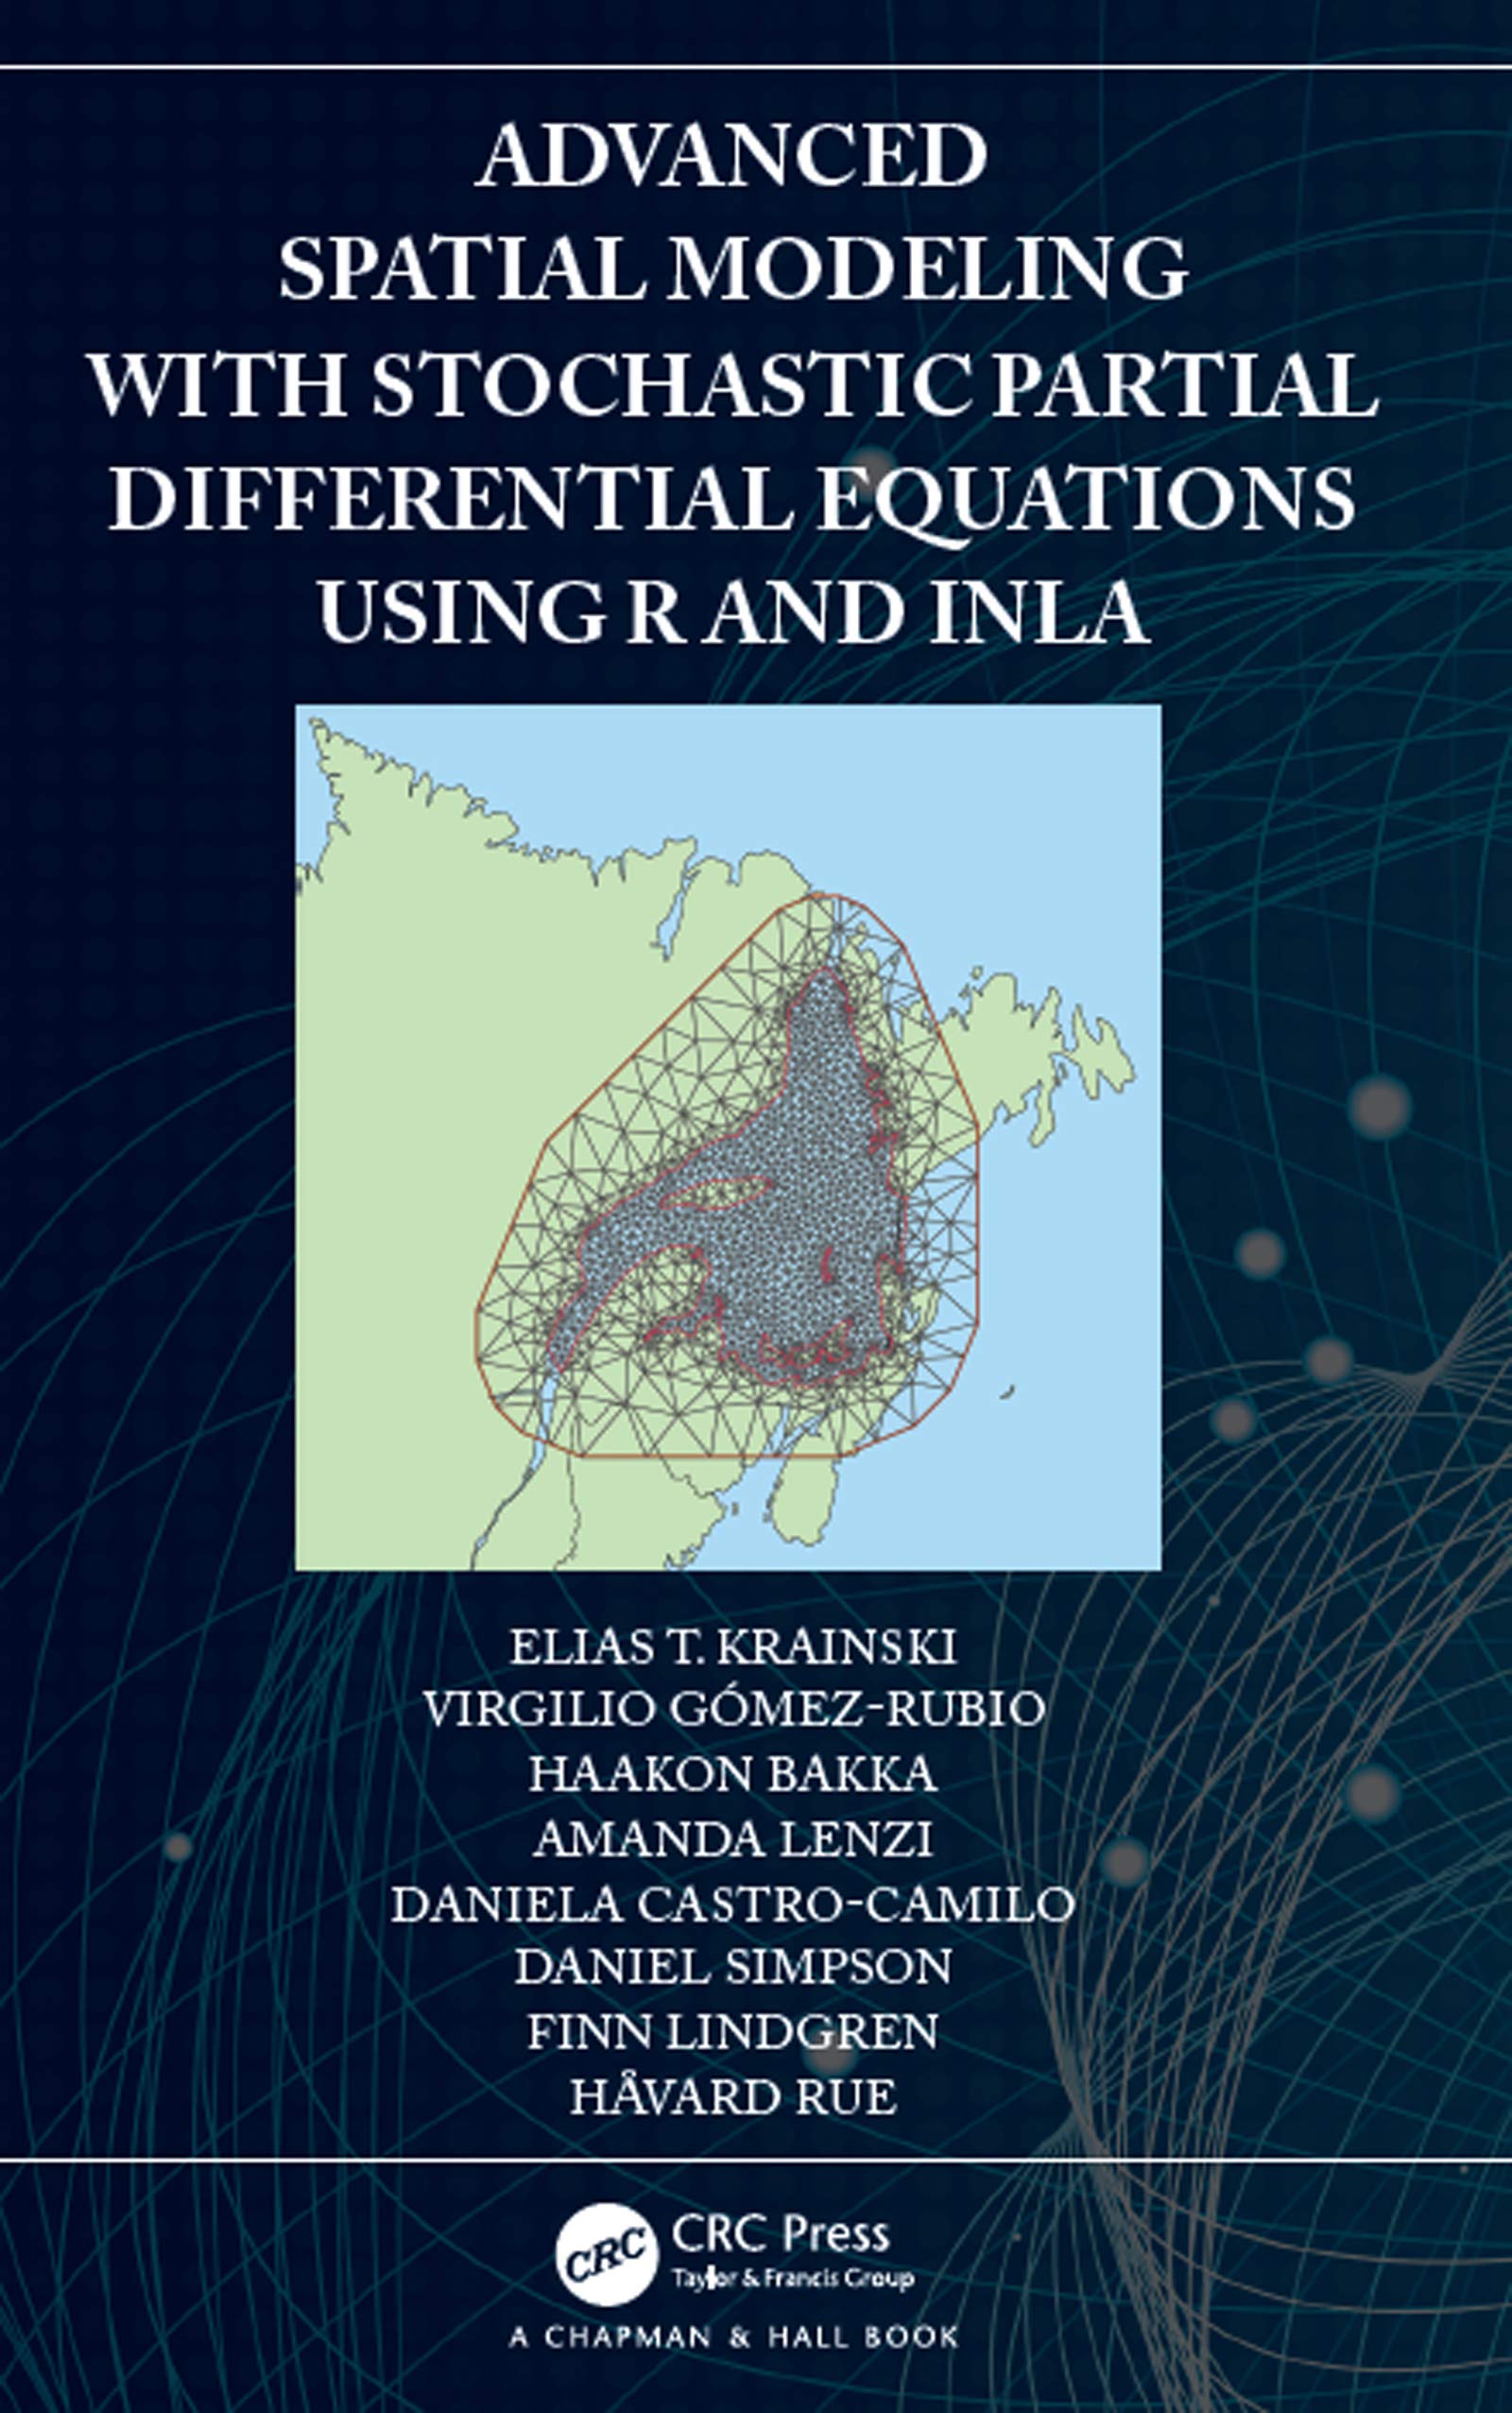 ADVANCED
SPATIAL MODELING
WITH STOCHASTIC PARTIAL
DIFFERENTIAL EQUATIONS
USING R AND INLA
ELIAS T. KRAINSKI
VIRGILIO GÓMEZ-RUBIO
HAAKON BAKKA
AMANDA LENZI
DANIELA CASTRO-CAMILO
DANIEL SIMPSON
FINN LINDGREN
HÅVARD RUE
CRC
CRC Press
Taylor & Francis Group
A CHAPMAN & HALL BOOK